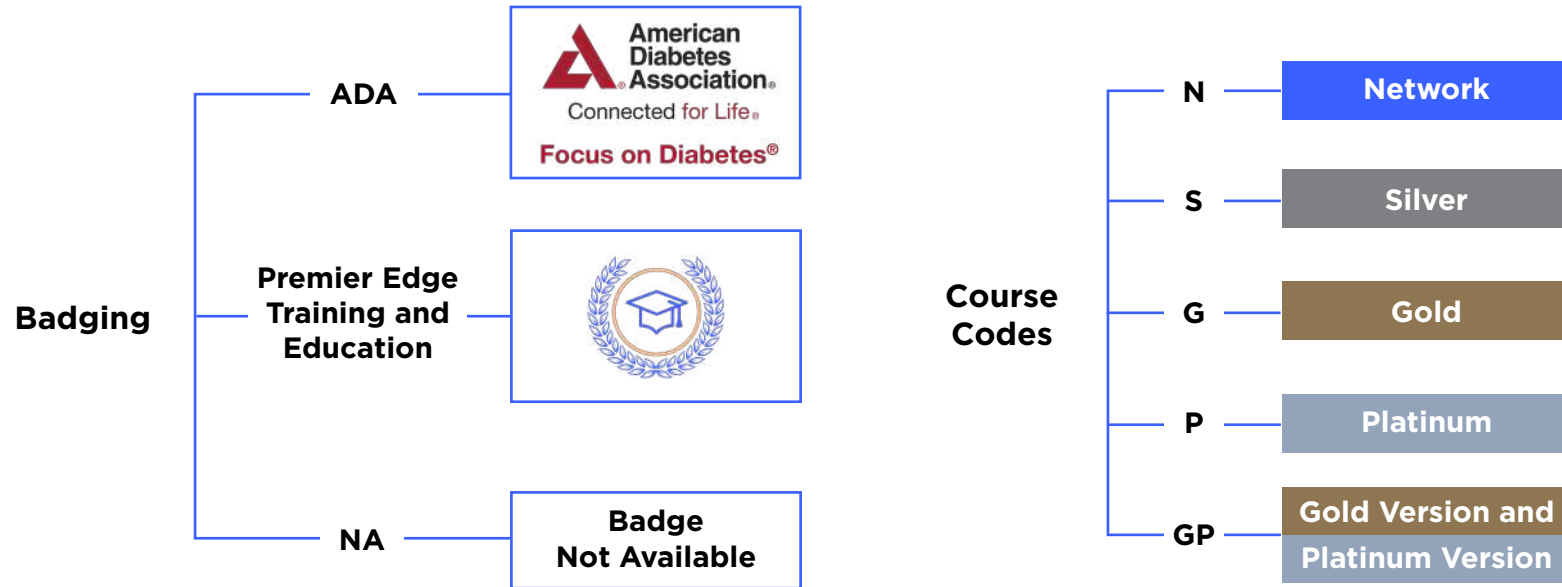 Badging
ADA
American
Diabetes
Association®
Connected for Life®
Focus on Diabetes®
Premier Edge
Training and
Education
NA
Badge
Not Available
Course
Codes
N
Network
S
Silver
G
Gold
P
Platinum
GP
Gold Version and
Platinum Version